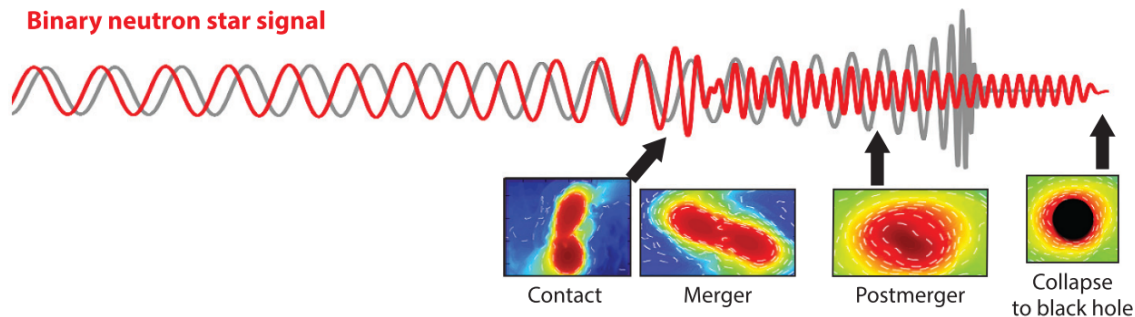 Binary neutron star signal
Contact
Merger
Postmerger
Collapse
to black hole